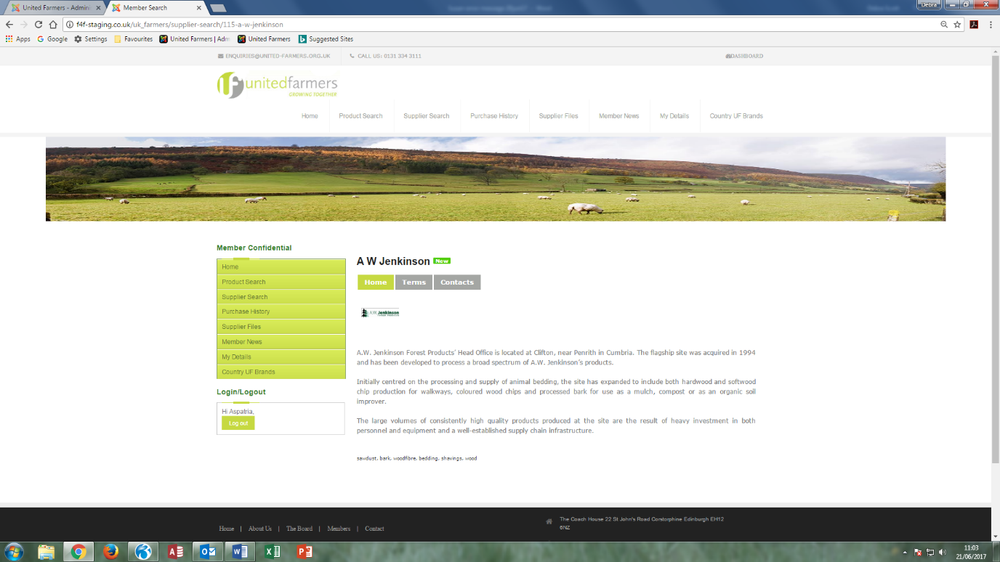 United Farmers - Admini
Member Search
Debra
f4f-staging.co.uk/uk_farmers/supplier-search/115-a-w-jenkinson
Apps
Google
Settings
Favourites
United Farmers | Adm
United Farmers
Suggested Sites
ENQUIRIES@UNITED-FARMERS.ORG.UK
CALL US: 0131 334 3111
DASHBOARD
unitedfarmers
GROWING TOGETHER
Home
Product Search
Supplier Search
Purchase History
Supplier Files
Member News
My Details
Country UF Brands
Member Confidential
Home
Product Search
Supplier Search
Purchase History
Supplier Files
Member News
My Details
Country UF Brands
Login/Logout
Hi Aspatria,
Log out
A W Jenkinson New
Home
Terms
Contacts
A.W. Jenkinson
A.W. Jenkinson Forest Products' Head Office is located at Clifton, near Penrith in Cumbria. The flagship site was acquired in 1994
and has been developed to process a broad spectrum of A.W. Jenkinson's products.
Initially centred on the processing and supply of animal bedding, the site has expanded to include both hardwood and softwood
chip production for walkways, coloured wood chips and processed bark for use as a mulch, compost or as an organic soil
improver.
The large volumes of consistently high quality products produced at the site are the result of heavy investment in both
personnel and equipment and a well-established supply chain infrastructure.
sawdust, bark, woodfibre, bedding, shavings, wood
Home | About Us | The Board | Members | Contact
The Coach House 22 St John's Road Corstorphine Edinburgh EH12
6NZ
11:03
21/06/2017